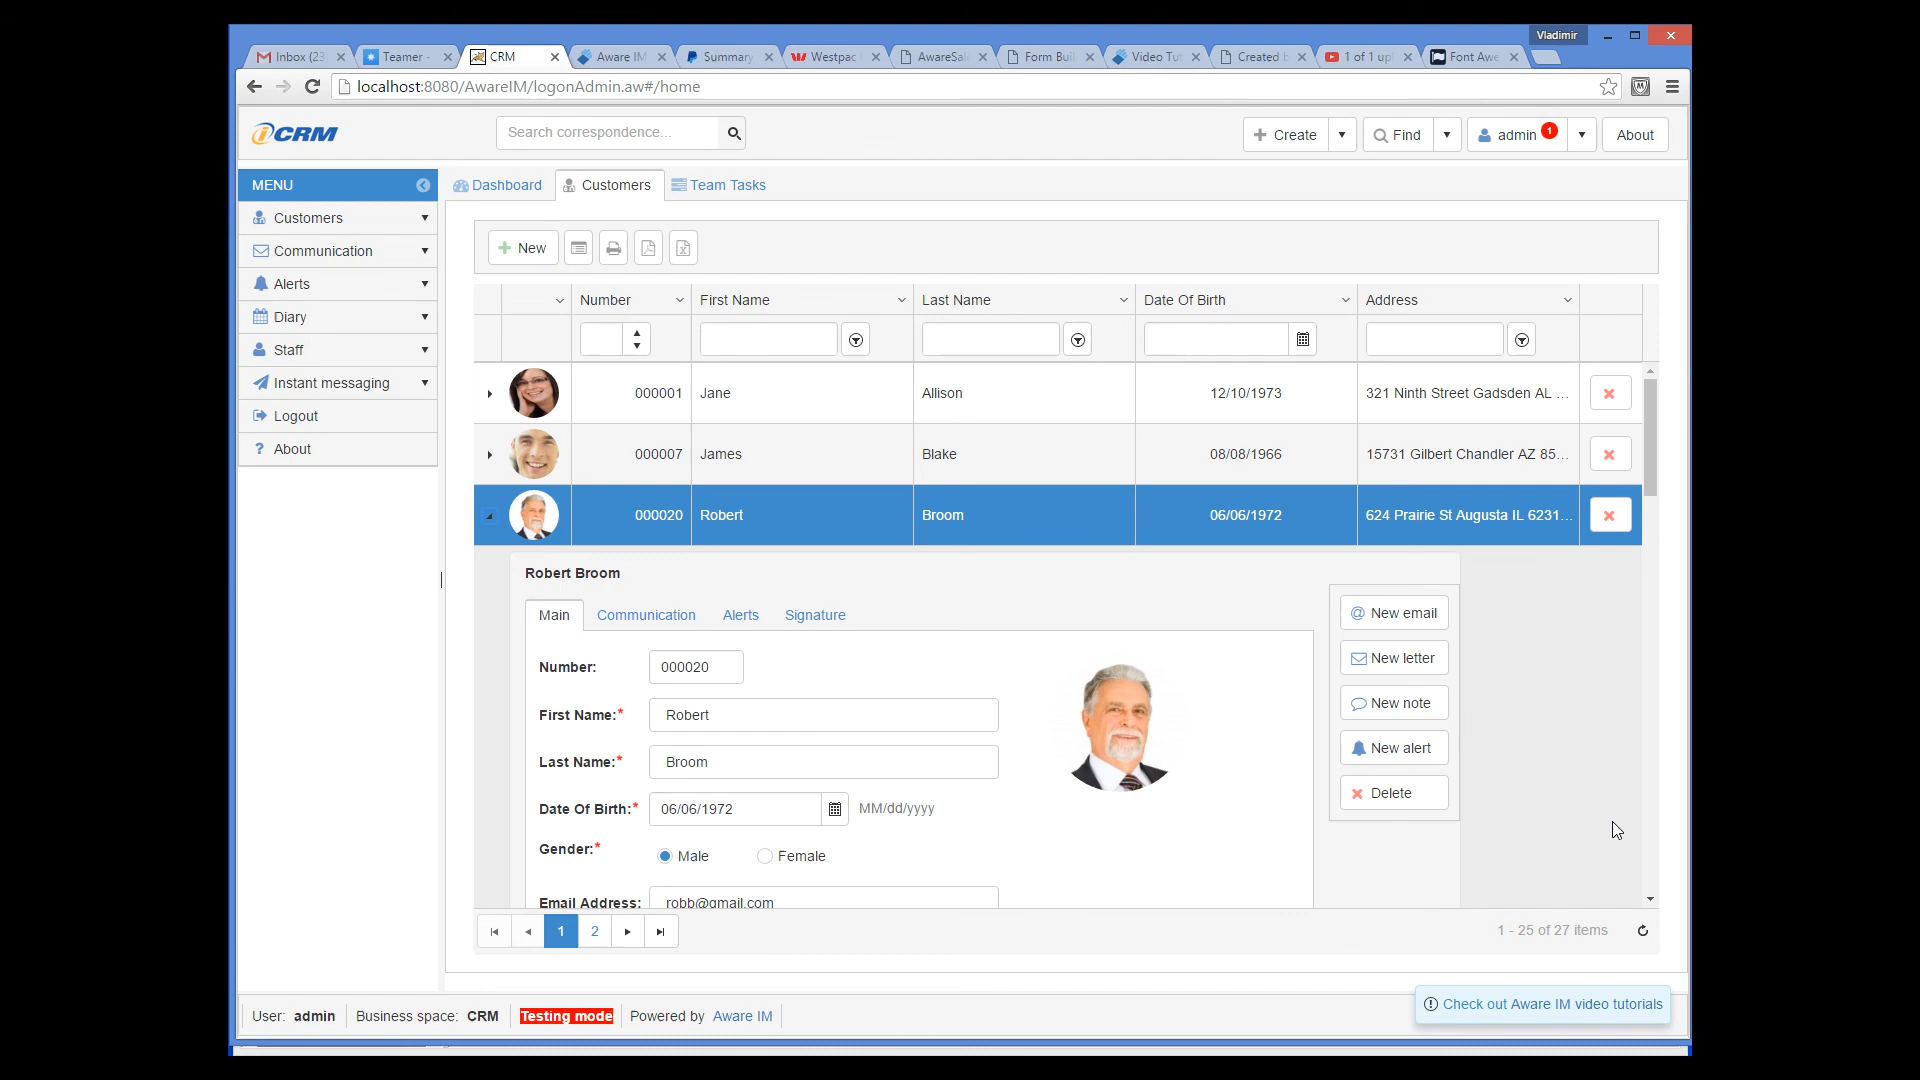 Vladimir
Inbox (23
Teamer -
CRM
Aware IM
Summary
Westpac
AwareSal
Form Buil
Video Tut
Created b
1 of 1 upl
Font Awe
localhost:8080/AwareIM/logonAdmin.aw#/home
iCRM
Search correspondence...
Create
Find
admin 1
About
MENU
Dashboard
Customers
Team Tasks
Customers
Communication
Alerts
Diary
Staff
Instant messaging
Logout
? About
New
Number First Name Last Name Date Of Birth Address
000001 Jane Allison 12/10/1973 321 Ninth Street Gadsden AL ...
000007 James Blake 08/08/1966 15731 Gilbert Chandler AZ 85...
000020 Robert Broom 06/06/1972 624 Prairie St Augusta IL 6231...
Robert Broom
Main Communication Alerts Signature
Number: 000020
First Name:* Robert
Last Name:* Broom
Date Of Birth:* 06/06/1972 MM/dd/yyyy
Gender:* Male Female
Email Address: robb@gmail.com
@ New email
New letter
New note
New alert
Delete
1 2
1 - 25 of 27 items
Check out Aware IM video tutorials
User: admin Business space: CRM Testing mode Powered by Aware IM